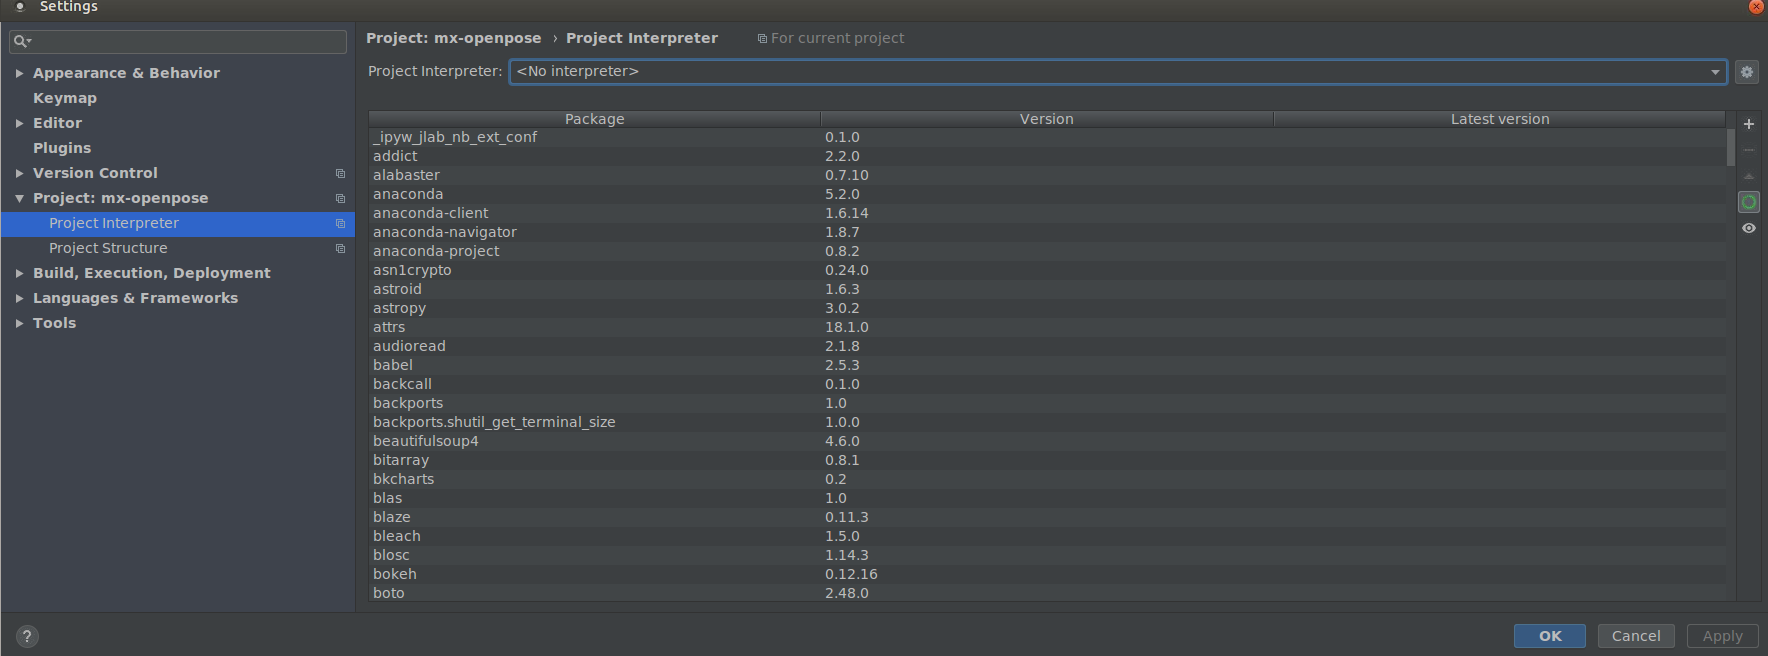 Settings
Project: mx-openpose › Project Interpreter For current project
Appearance & Behavior
Keymap
Editor
Plugins
Version Control
Project: mx-openpose
Project Interpreter
Project Structure
Build, Execution, Deployment
Languages & Frameworks
Tools
Project Interpreter: <No interpreter>
Package Version Latest version
_ipyw_jlab_nb_ext_conf 0.1.0
addict 2.2.0
alabaster 0.7.10
anaconda 5.2.0
anaconda-client 1.6.14
anaconda-navigator 1.8.7
anaconda-project 0.8.2
asn1crypto 0.24.0
astroid 1.6.3
astropy 3.0.2
attrs 18.1.0
audioread 2.1.8
babel 2.5.3
backcall 0.1.0
backports 1.0
backports.shutil_get_terminal_size 1.0.0
beautifulsoup4 4.6.0
bitarray 0.8.1
bkcharts 0.2
blas 1.0
blaze 0.11.3
bleach 1.5.0
blosc 1.14.3
bokeh 0.12.16
boto 2.48.0
?
OK Cancel Apply